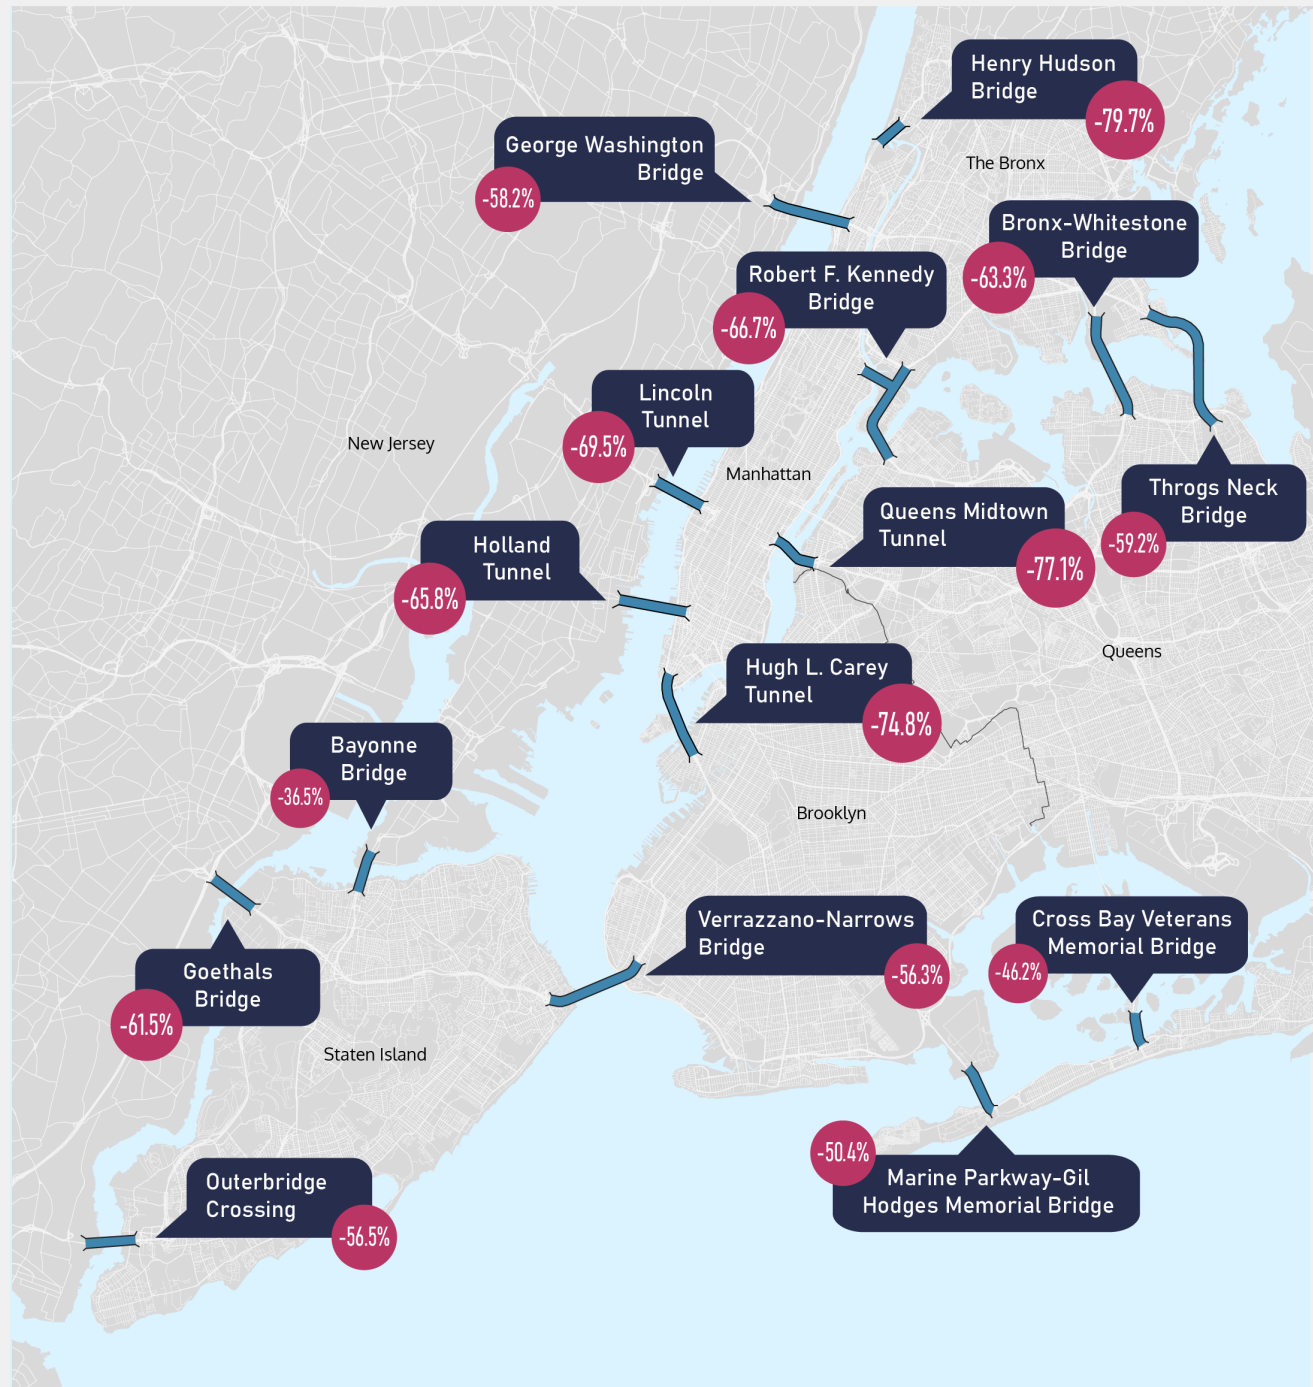 Henry Hudson
Bridge
-79.7%
The Bronx
George Washington
Bridge
-58.2%
Bronx-Whitestone
Bridge
-63.3%
Robert F. Kennedy
Bridge
-66.7%
Lincoln
Tunnel
-69.5%
New Jersey
Manhattan
Throgs Neck
Bridge
-59.2%
Queens Midtown
Tunnel
-77.1%
Holland
Tunnel
-65.8%
Queens
Hugh L. Carey
Tunnel
-74.8%
Bayonne
Bridge
-36.5%
Brooklyn
Verrazzano-Narrows
Bridge
-56.3%
Cross Bay Veterans
Memorial Bridge
-46.2%
Goethals
Bridge
-61.5%
Staten Island
-50.4%
Marine Parkway-Gil
Hodges Memorial Bridge
Outerbridge
Crossing
-56.5%